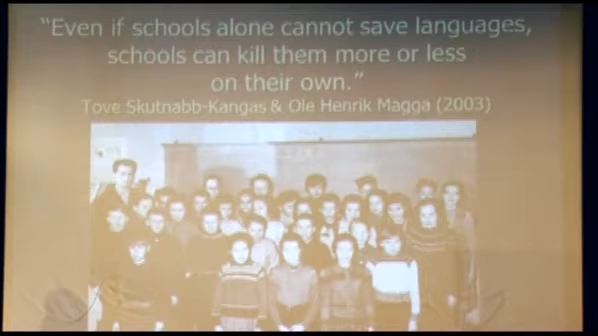 “Even if schools alone cannot save languages,
schools can kill them more or less
on their own.”
Tove Skutnabb-Kangas & Ole Henrik Magga (2003)